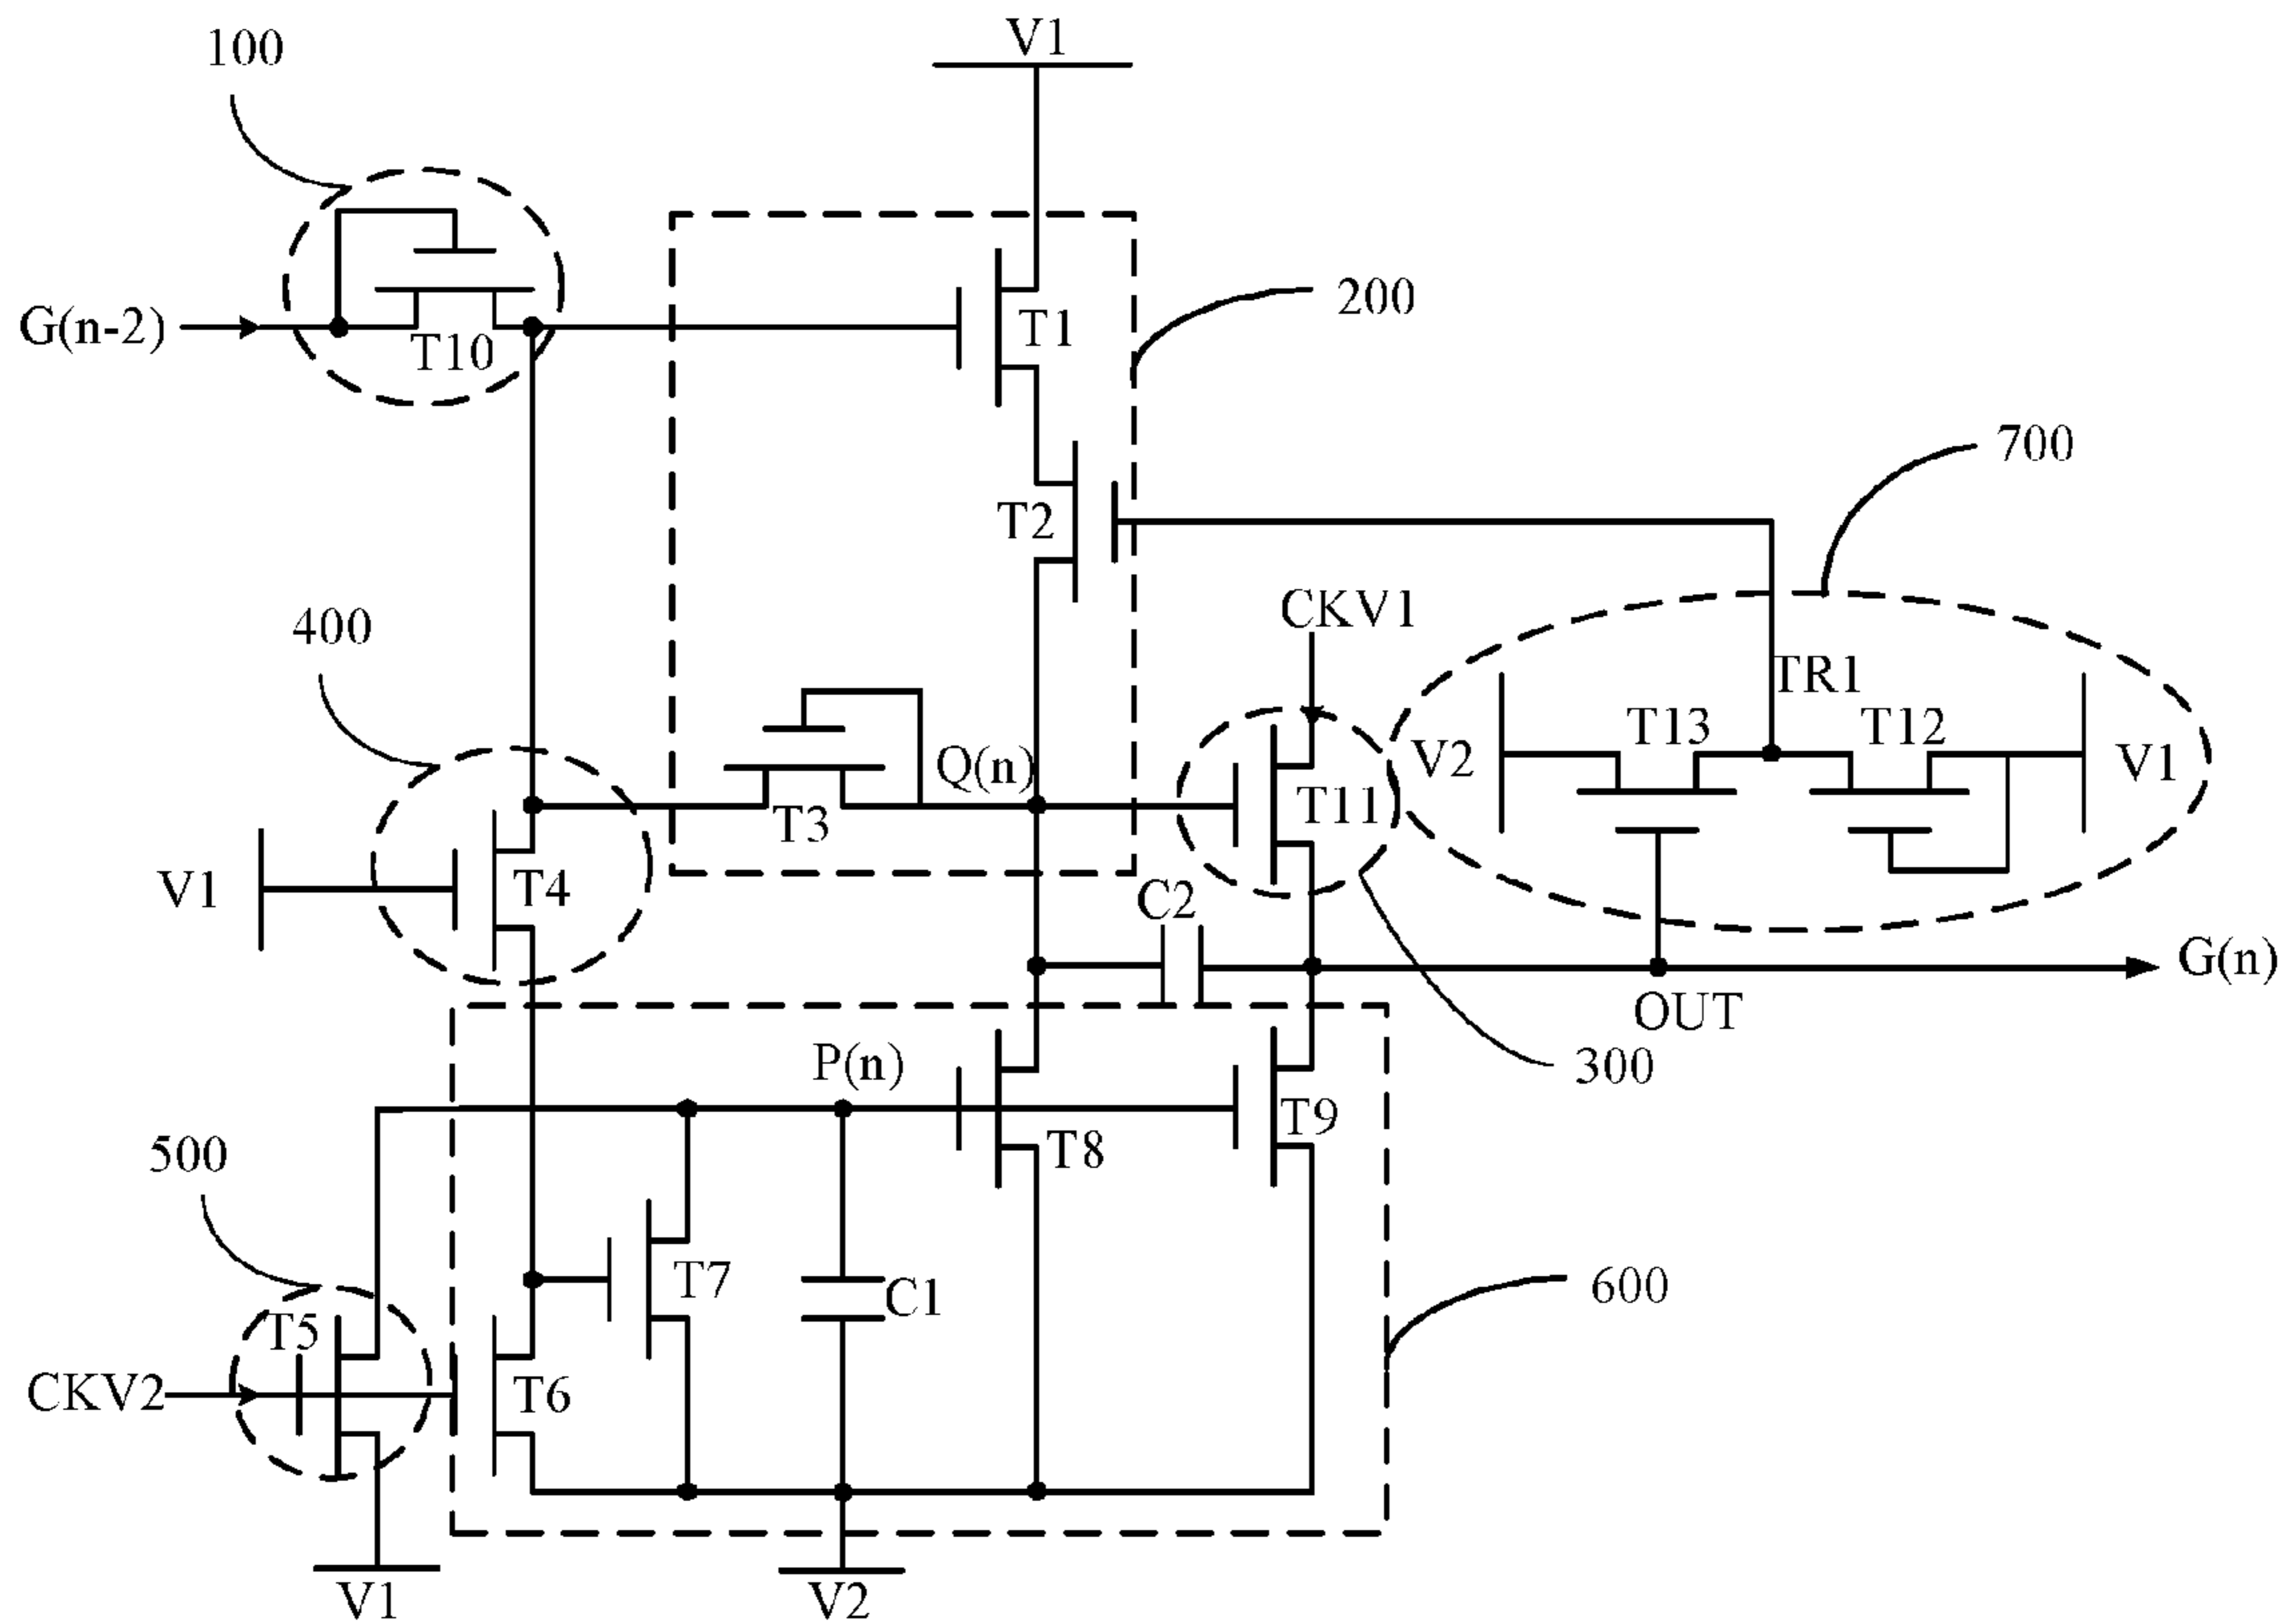 V1
100
G(n-2)
T10
T1
200
T2
700
CKV1
400
TR1
T13
T12
V2
V1
Q(n)
T3
T11
V1
T4
C2
G(n)
OUT
P(n)
300
T9
T8
500
T7
C1
600
T5
CKV2
T6
V1
V2